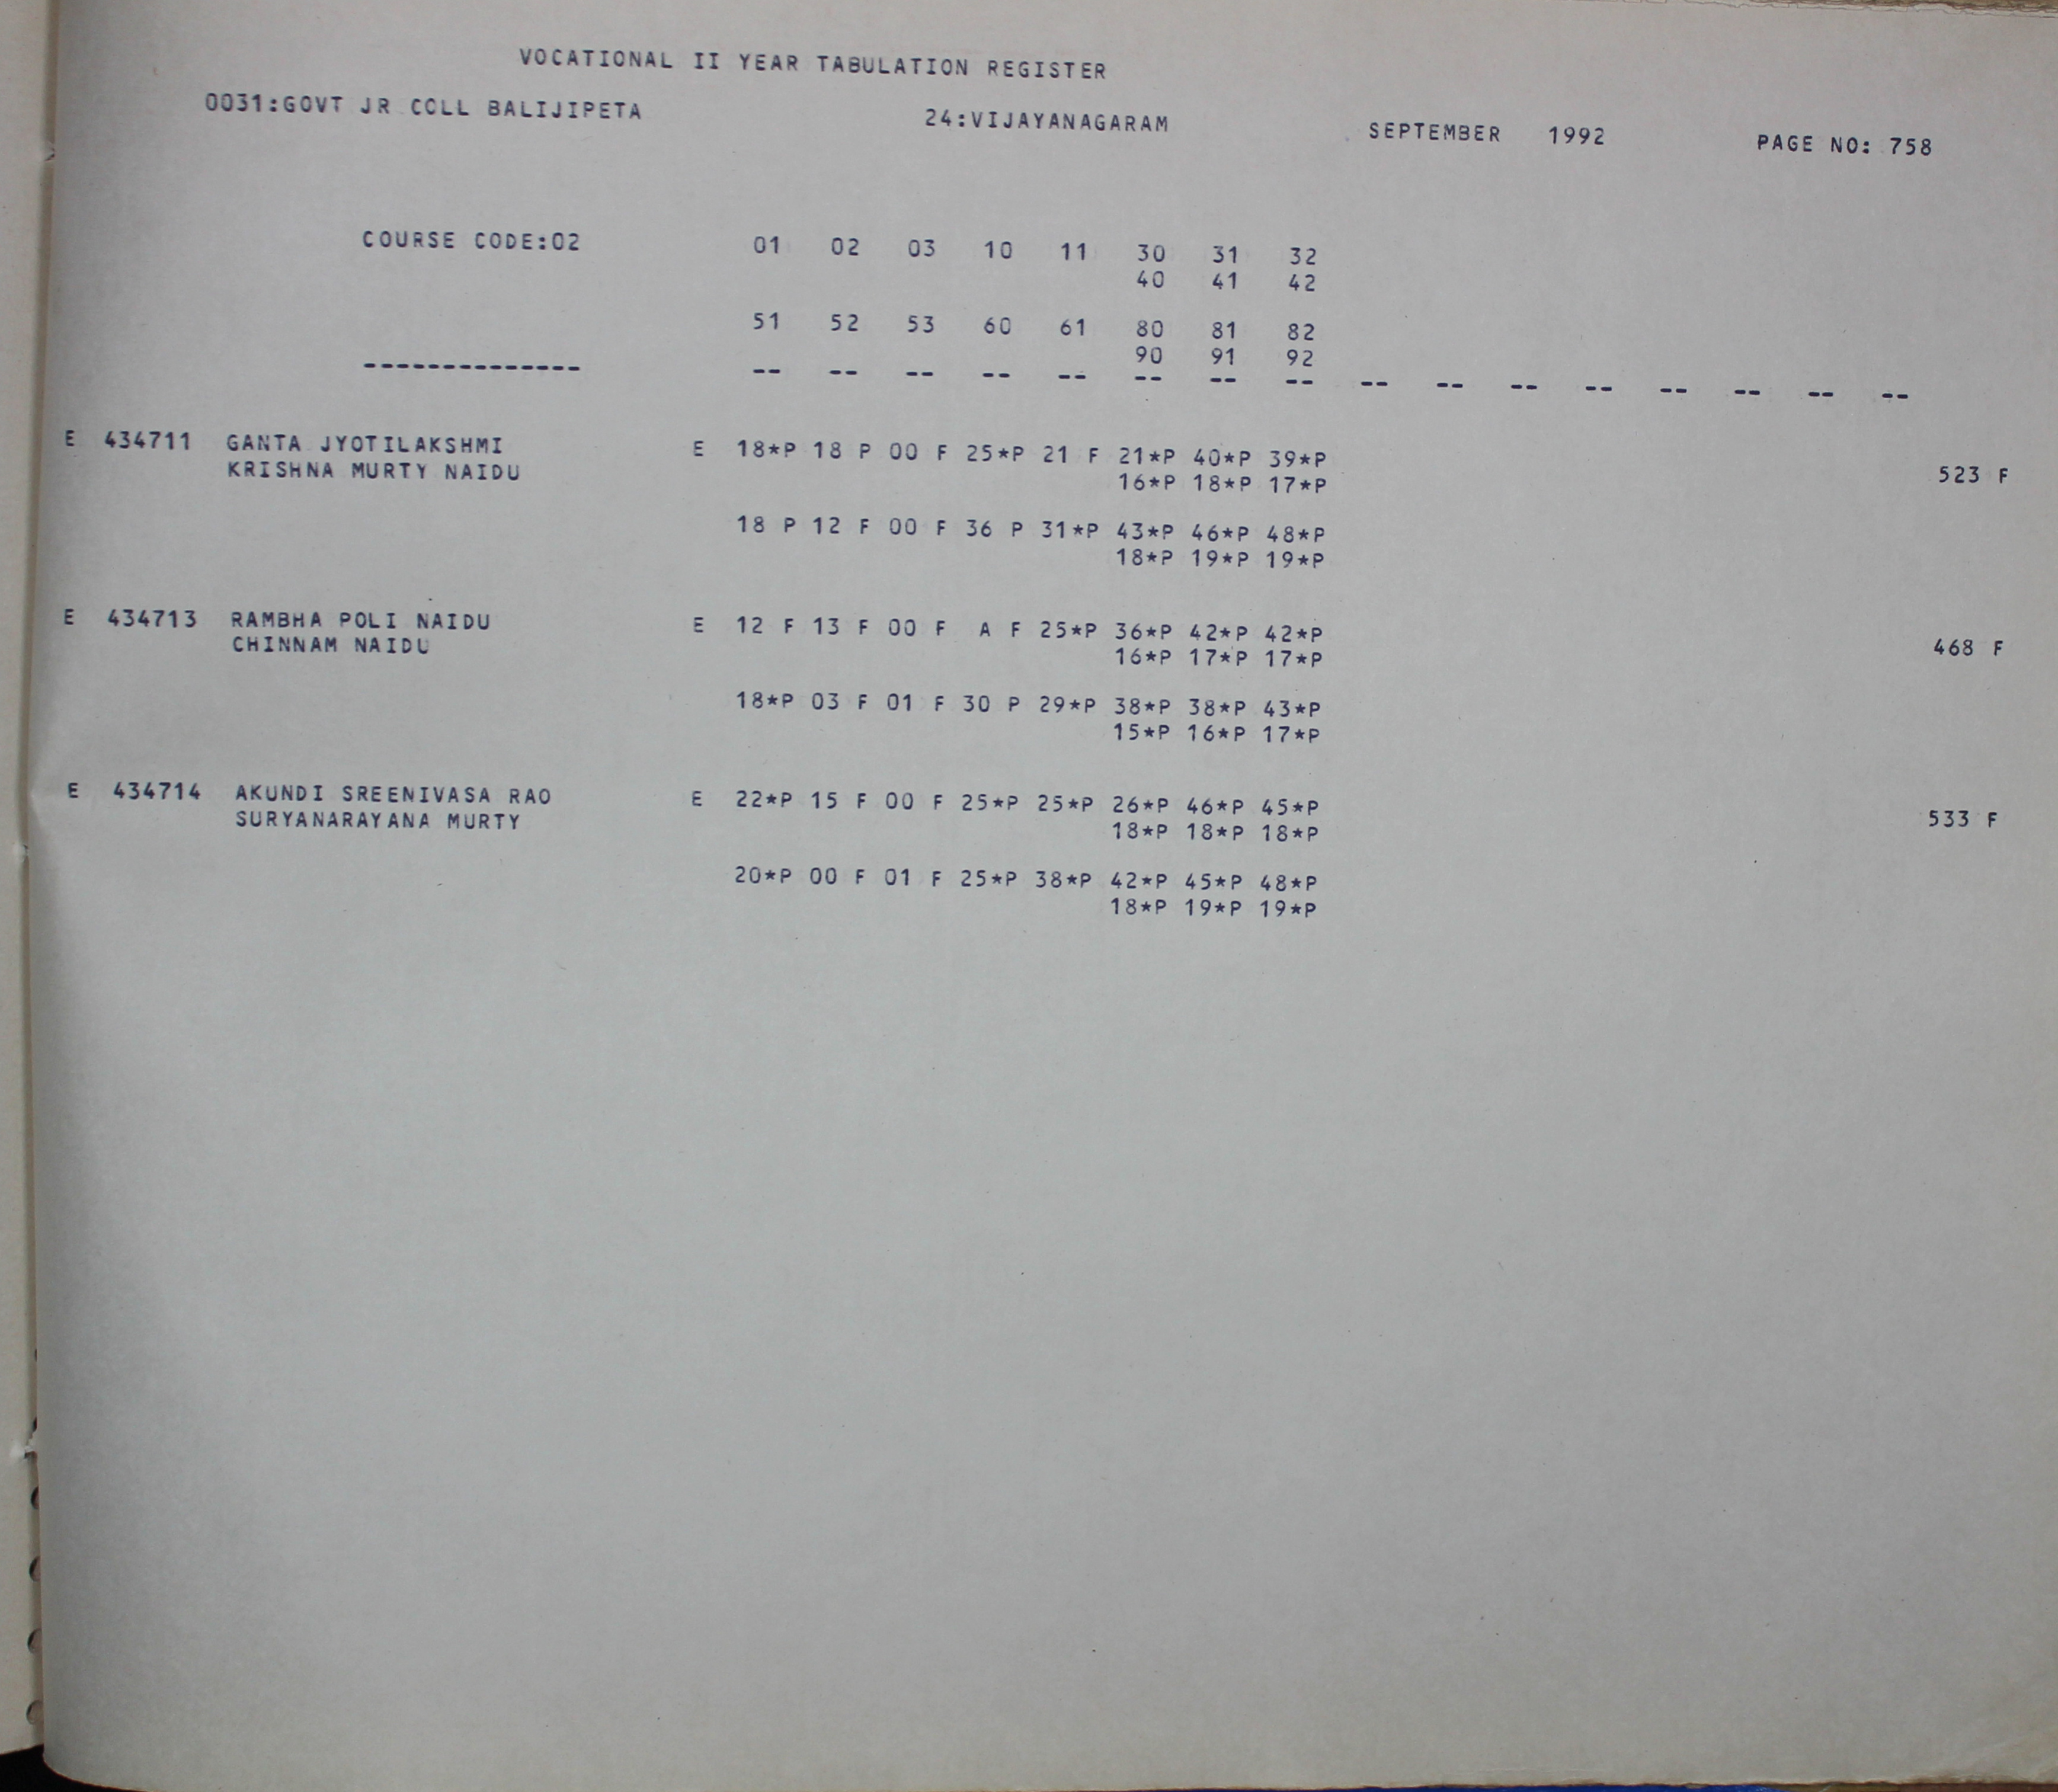 VOCATIONAL II YEAR TABULATION REGISTER
0031:GOVT JR COLL BALIJIPETA 24:VIJAYANAGARAM SEPTEMBER 1992 PAGE NO: 758
COURSE CODE:02 01 02 03 10 11 30 31 32
40 41 42
51 52 53 60 61 80 81 82
90 91 92
-------------- -- -- -- -- -- -- -- -- -- -- -- -- -- -- -- --
E 434711 GANTA JYOTILAKSHMI E 18*P 18 P 00 F 25*P 21 F 21*P 40*P 39*P
KRISHNA MURTY NAIDU 16*P 18*P 17*P 523 F
18 P 12 F 00 F 36 P 31*P 43*P 46*P 48*P
18*P 19*P 19*P
E 434713 RAMBHA POLI NAIDU E 12 F 13 F 00 F A F 25*P 36*P 42*P 42*P
CHINNAM NAIDU 16*P 17*P 17*P 468 F
18*P 03 F 01 F 30 P 29*P 38*P 38*P 43*P
15*P 16*P 17*P
E 434714 AKUNDI SREENIVASA RAO E 22*P 15 F 00 F 25*P 25*P 26*P 46*P 45*P
SURYANARAYANA MURTY 18*P 18*P 18*P 533 F
20*P 00 F 01 F 25*P 38*P 42*P 45*P 48*P
18*P 19*P 19*P